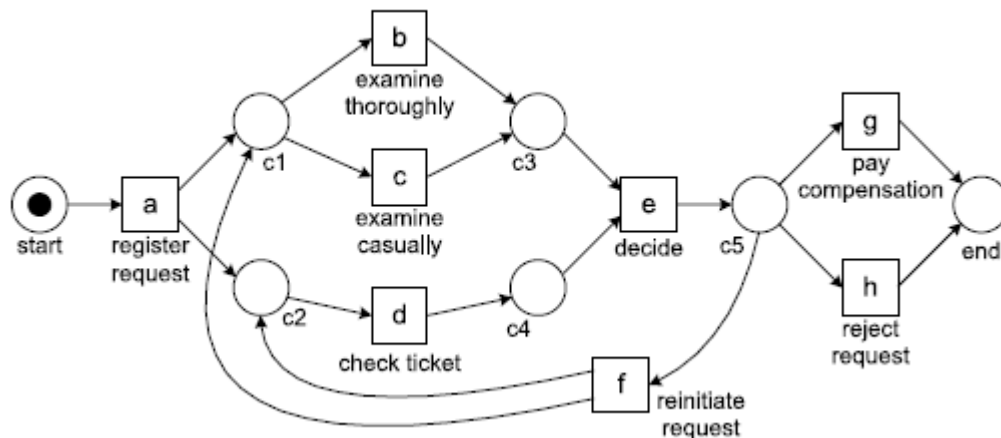 b
examine
thoroughly
c1
c3
g
pay
compensation
a
register
request
start
c
examine
casually
e
decide
c5
end
c2
d
check ticket
c4
h
reject
request
f
reinitiate
request